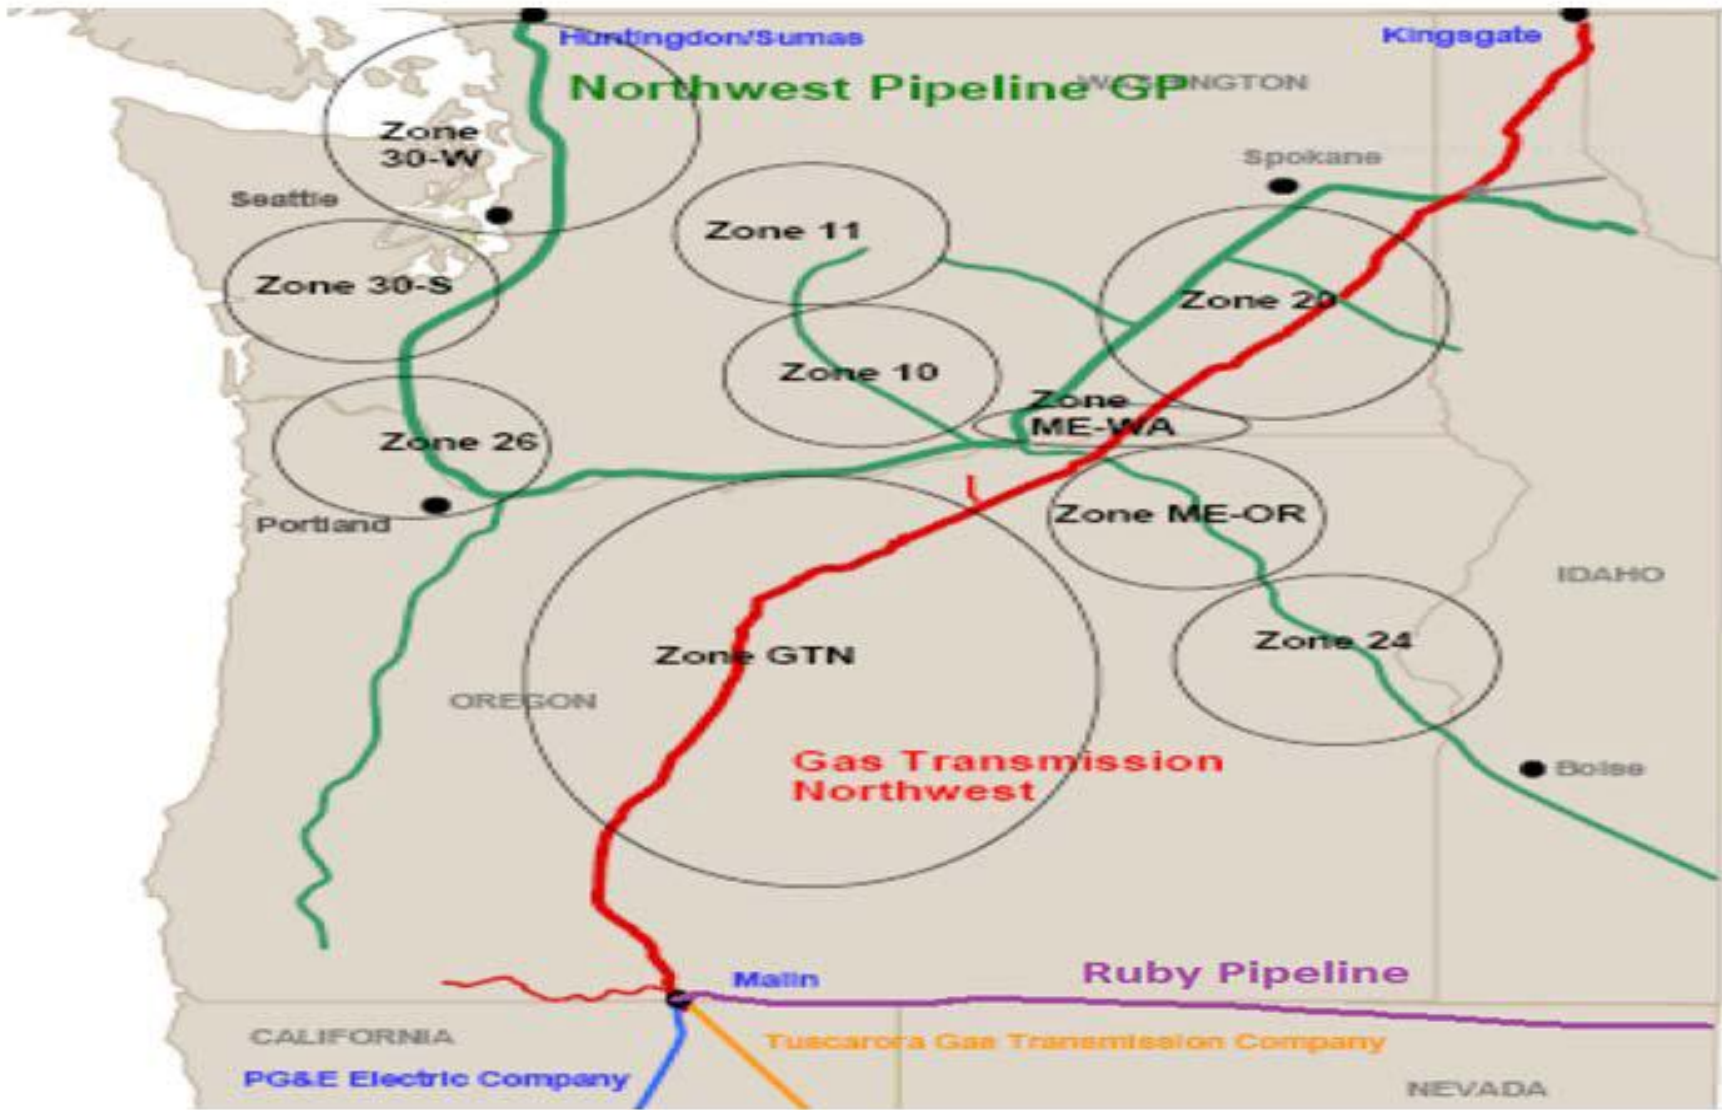 Huntingdon/Sumas
Kingsgate
Northwest Pipeline GP
WASHINGTON
Zone
30-W
Spokane
Seattle
Zone 11
Zone 30-S
Zone 20
Zone 10
Zone
ME-WA
Zone 26
Portland
Zone ME-OR
IDAHO
Zone 24
Zone GTN
OREGON
Gas Transmission
Northwest
Boise
Malin
Ruby Pipeline
CALIFORNIA
Tuscarora Gas Transmission Company
PG&E Electric Company
NEVADA